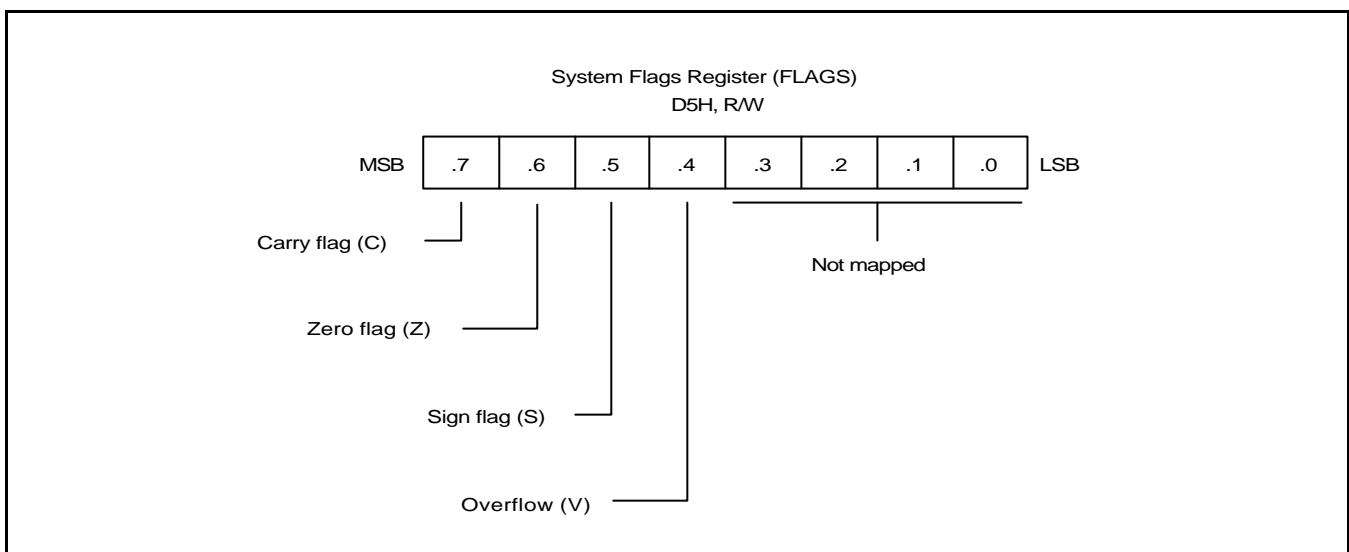 System Flags Register (FLAGS)
D5H, R/W
MSB .7 .6 .5 .4 .3 .2 .1 .0 LSB
Carry flag (C)
Not mapped
Zero flag (Z)
Sign flag (S)
Overflow (V)